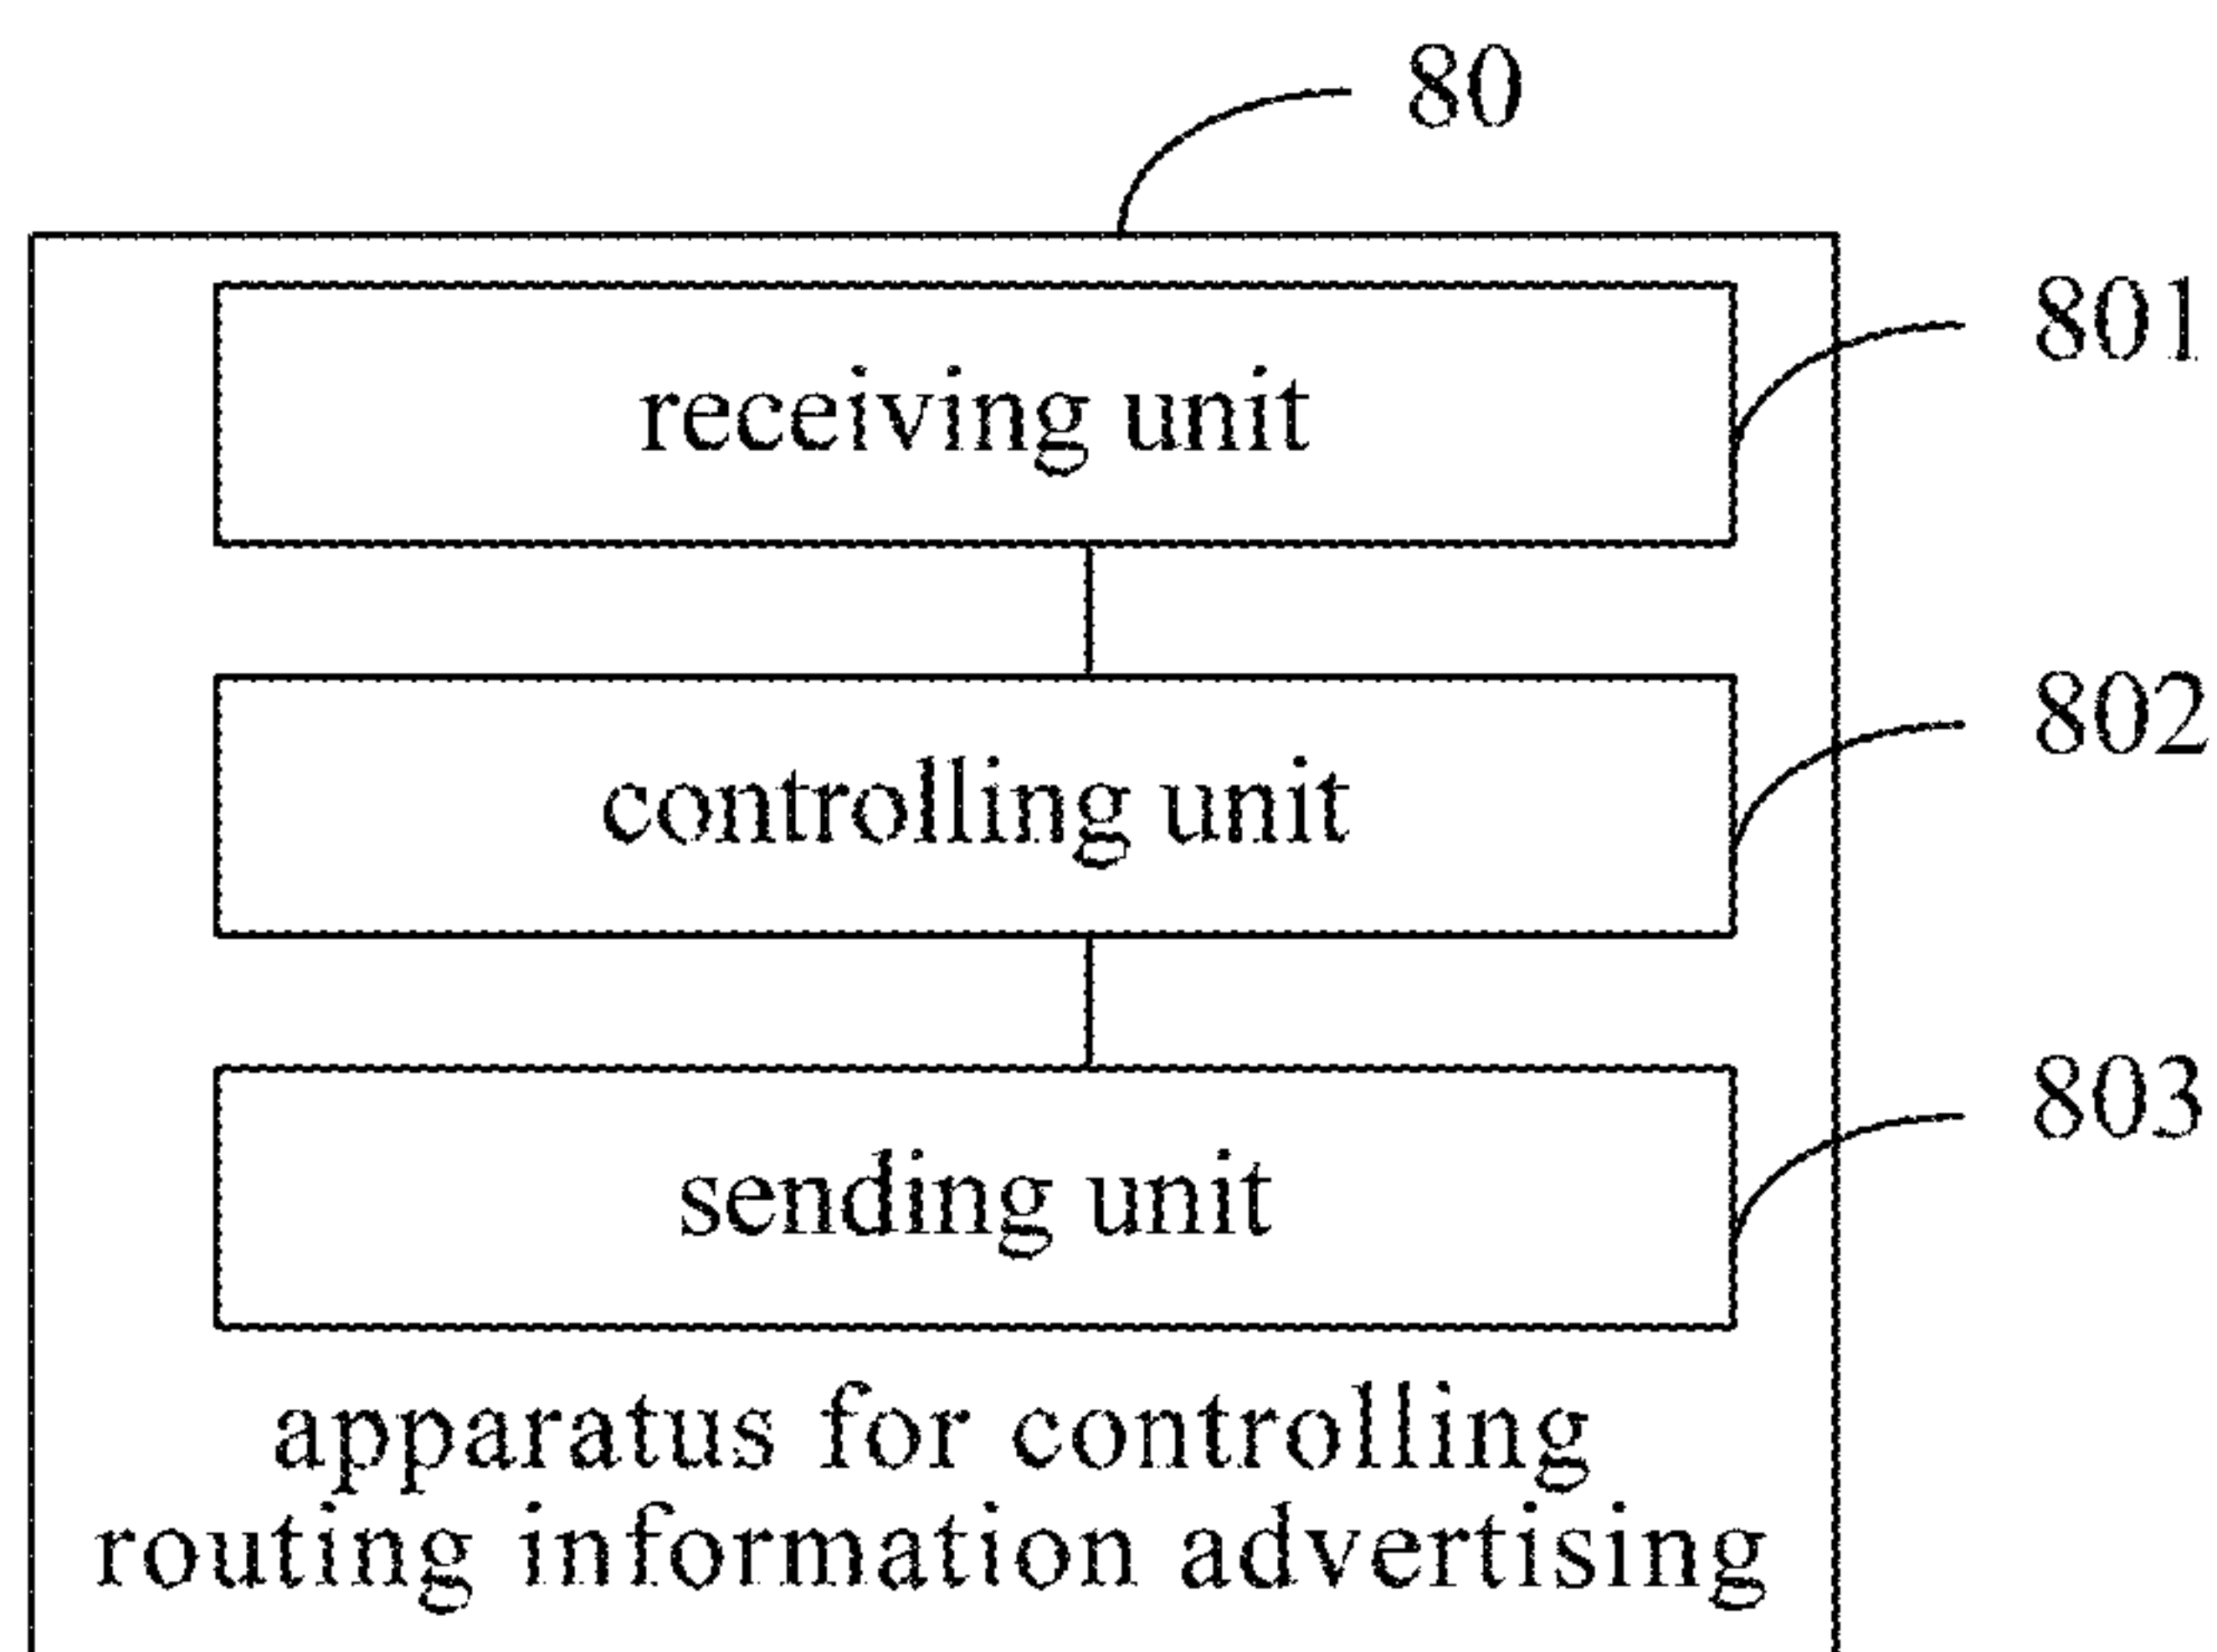 80
801
receiving unit
802
controlling unit
803
sending unit
apparatus for controlling
routing information advertising